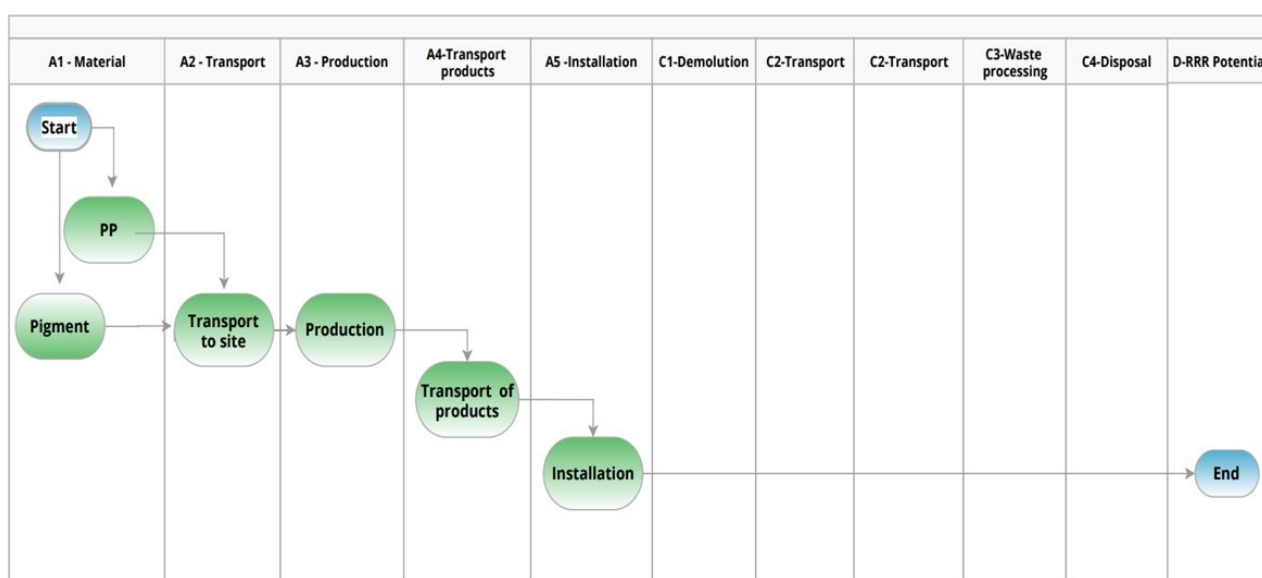 A1 - Material
A2 - Transport
A3 - Production
A4-Transport
products
A5 -Installation
C1-Demolution
C2-Transport
C2-Transport
C3-Waste
processing
C4-Disposal
D-RRR Potentia
Start
PP
Pigment
Transport
to site
Production
Transport of
products
Installation
End